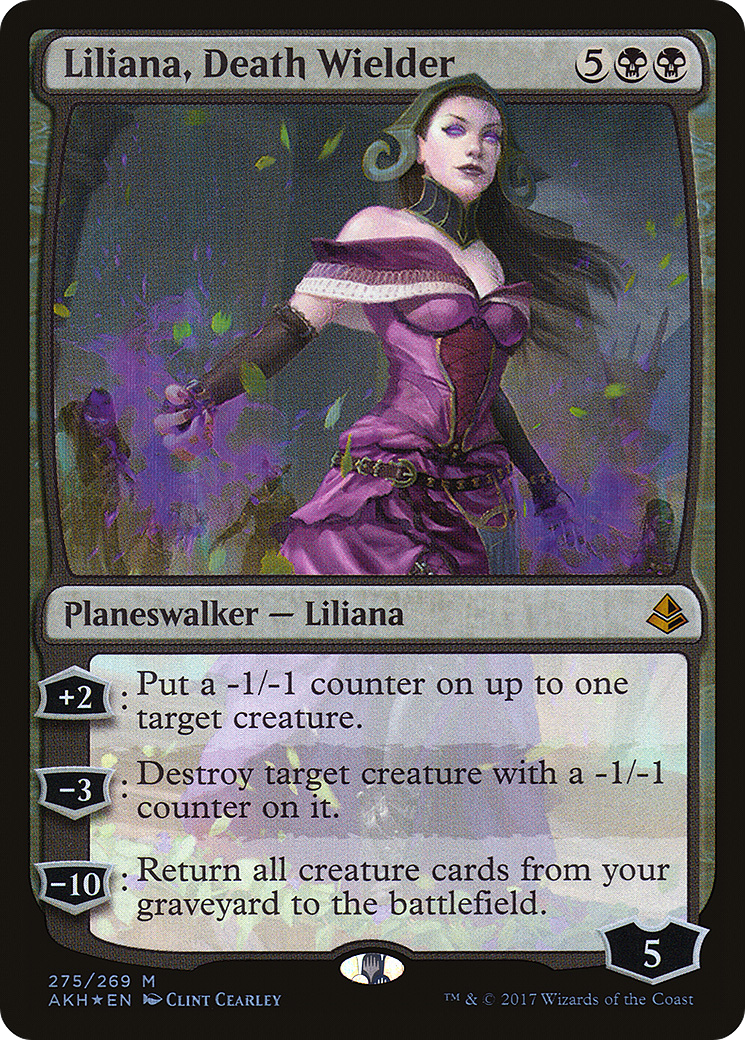 Liliana, Death Wielder 5
Planeswalker — Liliana
+2 : Put a -1/-1 counter on up to one
target creature.
−3 : Destroy target creature with a -1/-1
counter on it.
−10 : Return all creature cards from your
graveyard to the battlefield.
5
275/269 M
AKH★EN Clint Cearley
™ & © 2017 Wizards of the Coast